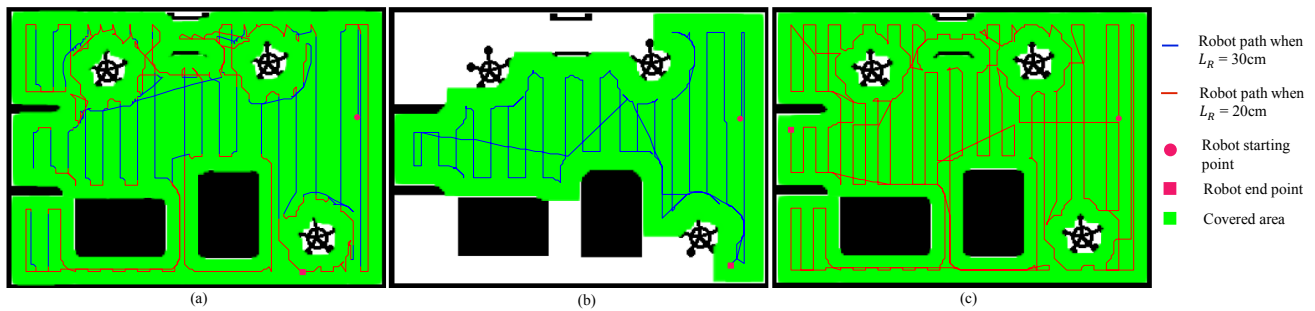 Robot path when
L_R = 30cm
Robot path when
L_R = 20cm
Robot starting
point
Robot end point
Covered area
(a)
(b)
(c)